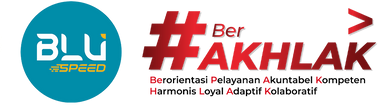 BLU
SPEED
Ber
#AKHLAK
Berorientasi Pelayanan Akuntabel Kompeten
Harmonis Loyal Adaptif Kolaboratif